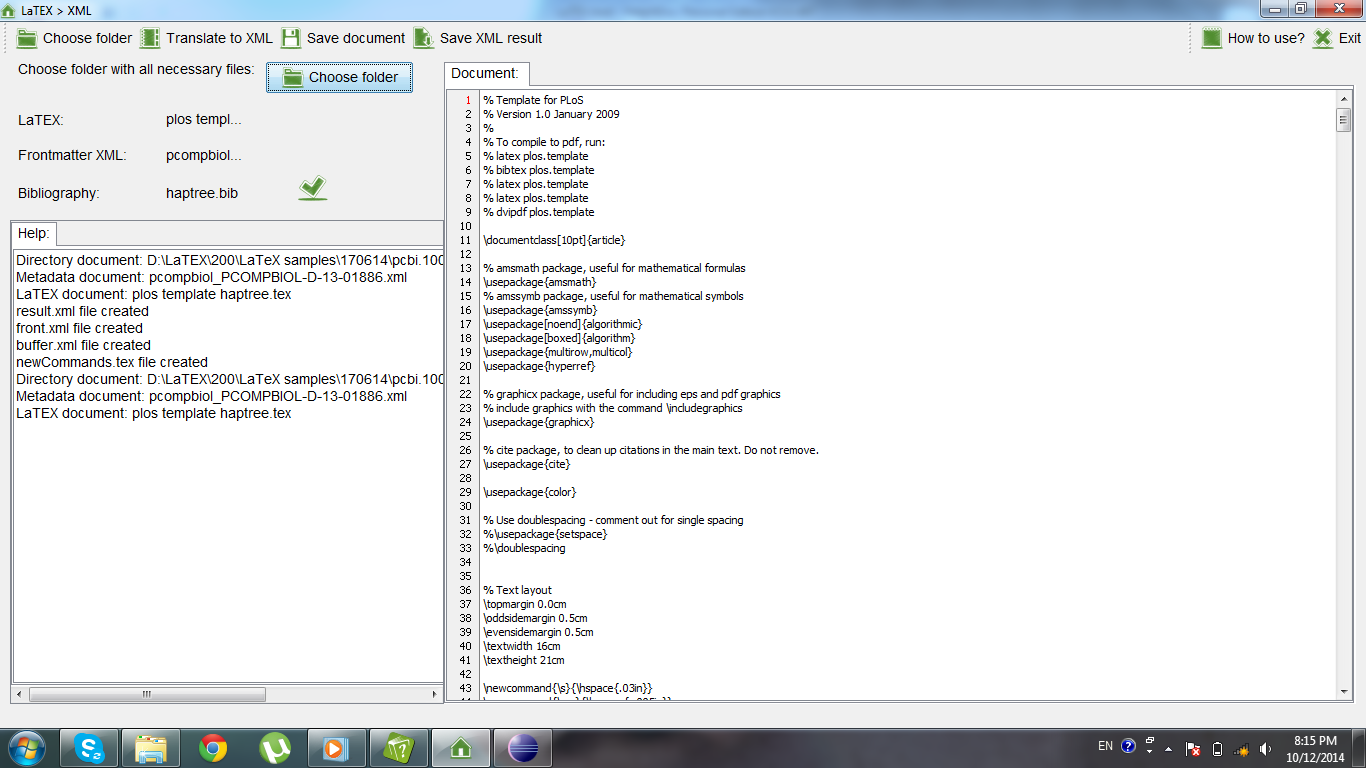 LaTEX > XML
Choose folder Translate to XML Save document Save XML result How to use? Exit
Choose folder with all necessary files: Choose folder
LaTEX: plos templ...
Frontmatter XML: pcompbiol...
Bibliography: haptree.bib
Help:
Directory document: D:\LaTEX\200\LaTeX samples\170614\pcbi.100
Metadata document: pcompbiol_PCOMPBIOL-D-13-01886.xml
LaTEX document: plos template haptree.tex
result.xml file created
front.xml file created
buffer.xml file created
newCommands.tex file created
Directory document: D:\LaTEX\200\LaTeX samples\170614\pcbi.100
Metadata document: pcompbiol_PCOMPBIOL-D-13-01886.xml
LaTEX document: plos template haptree.tex
Document:
1 % Template for PLoS
2 % Version 1.0 January 2009
3 %
4 % To compile to pdf, run:
5 % latex plos.template
6 % bibtex plos.template
7 % latex plos.template
8 % latex plos.template
9 % dvipdf plos.template
10
11 \documentclass[10pt]{article}
12
13 % amsmath package, useful for mathematical formulas
14 \usepackage{amsmath}
15 % amssymb package, useful for mathematical symbols
16 \usepackage{amssymb}
17 \usepackage[noend]{algorithmic}
18 \usepackage[boxed]{algorithm}
19 \usepackage{multirow,multicol}
20 \usepackage{hyperref}
21
22 % graphicx package, useful for including eps and pdf graphics
23 % include graphics with the command \includegraphics
24 \usepackage{graphicx}
25
26 % cite package, to clean up citations in the main text. Do not remove.
27 \usepackage{cite}
28
29 \usepackage{color}
30
31 % Use doublespacing - comment out for single spacing
32 %\usepackage{setspace}
33 %\doublespacing
34
35
36 % Text layout
37 \topmargin 0.0cm
38 \oddsidemargin 0.5cm
39 \evensidemargin 0.5cm
40 \textwidth 16cm
41 \textheight 21cm
42
43 \newcommand{\s}{\hspace{.03in}}
EN 8:15 PM
10/12/2014